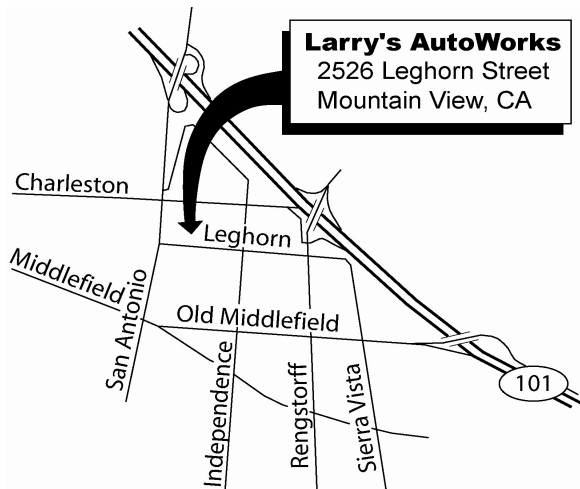 Larry's AutoWorks
2526 Leghorn Street
Mountain View, CA
Charleston
Leghorn
Middlefield
San Antonio
Old Middlefield
Independence
Rengstorff
Sierra Vista
101